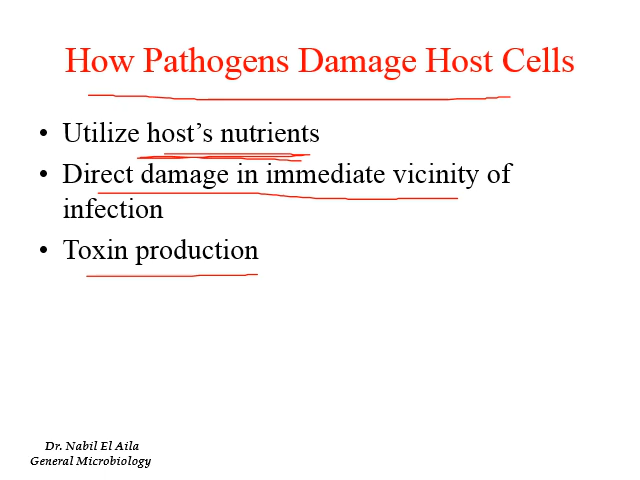 How Pathogens Damage Host Cells
• Utilize host's nutrients
• Direct damage in immediate vicinity of
infection
• Toxin production
Dr. Nabil El Aila
General Microbiology